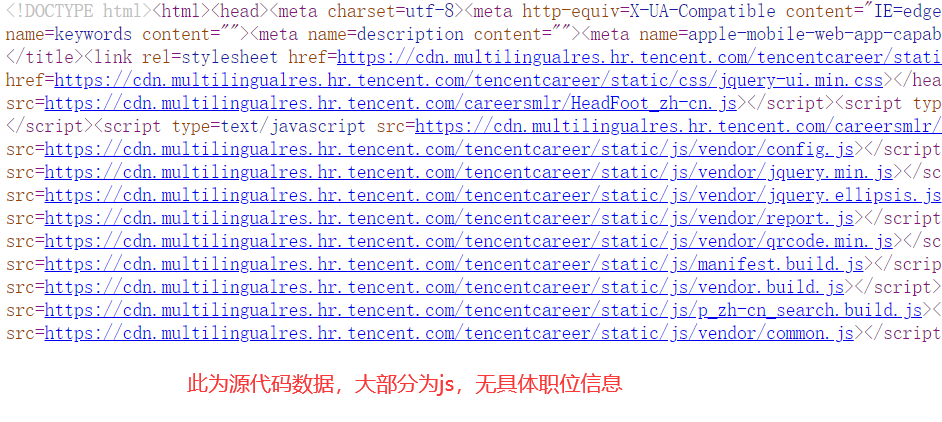 <!DOCTYPE html><html><head><meta charset=utf-8><meta http-equiv=X-UA-Compatible content="IE=edge
name=keywords content=""><meta name=description content=""><meta name=apple-mobile-web-app-capab
</title><link rel=stylesheet href=https://cdn.multilingualres.hr.tencent.com/tencentcareer/stati
href=https://cdn.multilingualres.hr.tencent.com/tencentcareer/static/css/jquery-ui.min.css></hea
src=https://cdn.multilingualres.hr.tencent.com/careersmlr/HeadFoot_zh-cn.js></script><script typ
</script><script type=text/javascript src=https://cdn.multilingualres.hr.tencent.com/careersmlr/
src=https://cdn.multilingualres.hr.tencent.com/tencentcareer/static/js/vendor/config.js></script
src=https://cdn.multilingualres.hr.tencent.com/tencentcareer/static/js/vendor/jquery.min.js></sc
src=https://cdn.multilingualres.hr.tencent.com/tencentcareer/static/js/vendor/jquery.ellipsis.js
src=https://cdn.multilingualres.hr.tencent.com/tencentcareer/static/js/vendor/report.js></script
src=https://cdn.multilingualres.hr.tencent.com/tencentcareer/static/js/vendor/qrcode.min.js></sc
src=https://cdn.multilingualres.hr.tencent.com/tencentcareer/static/js/manifest.build.js></scrip
src=https://cdn.multilingualres.hr.tencent.com/tencentcareer/static/js/vendor.build.js></script>
src=https://cdn.multilingualres.hr.tencent.com/tencentcareer/static/js/p_zh-cn_search.build.js><
src=https://cdn.multilingualres.hr.tencent.com/tencentcareer/static/js/vendor/common.js></script
此为源代码数据，大部分为js，无具体职位信息